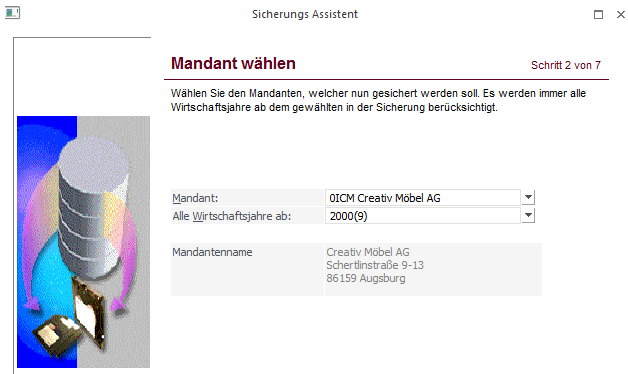 Sicherungs Assistent
Mandant wählen
Schritt 2 von 7
Wählen Sie den Mandanten, welcher nun gesichert werden soll. Es werden immer alle
Wirtschaftsjahre ab dem gewählten in der Sicherung berücksichtigt.
Mandant:
0ICM Creativ Möbel AG
Alle Wirtschaftsjahre ab:
2000(9)
Mandantenname
Creativ Möbel AG
Schertlinstraße 9-13
86159 Augsburg